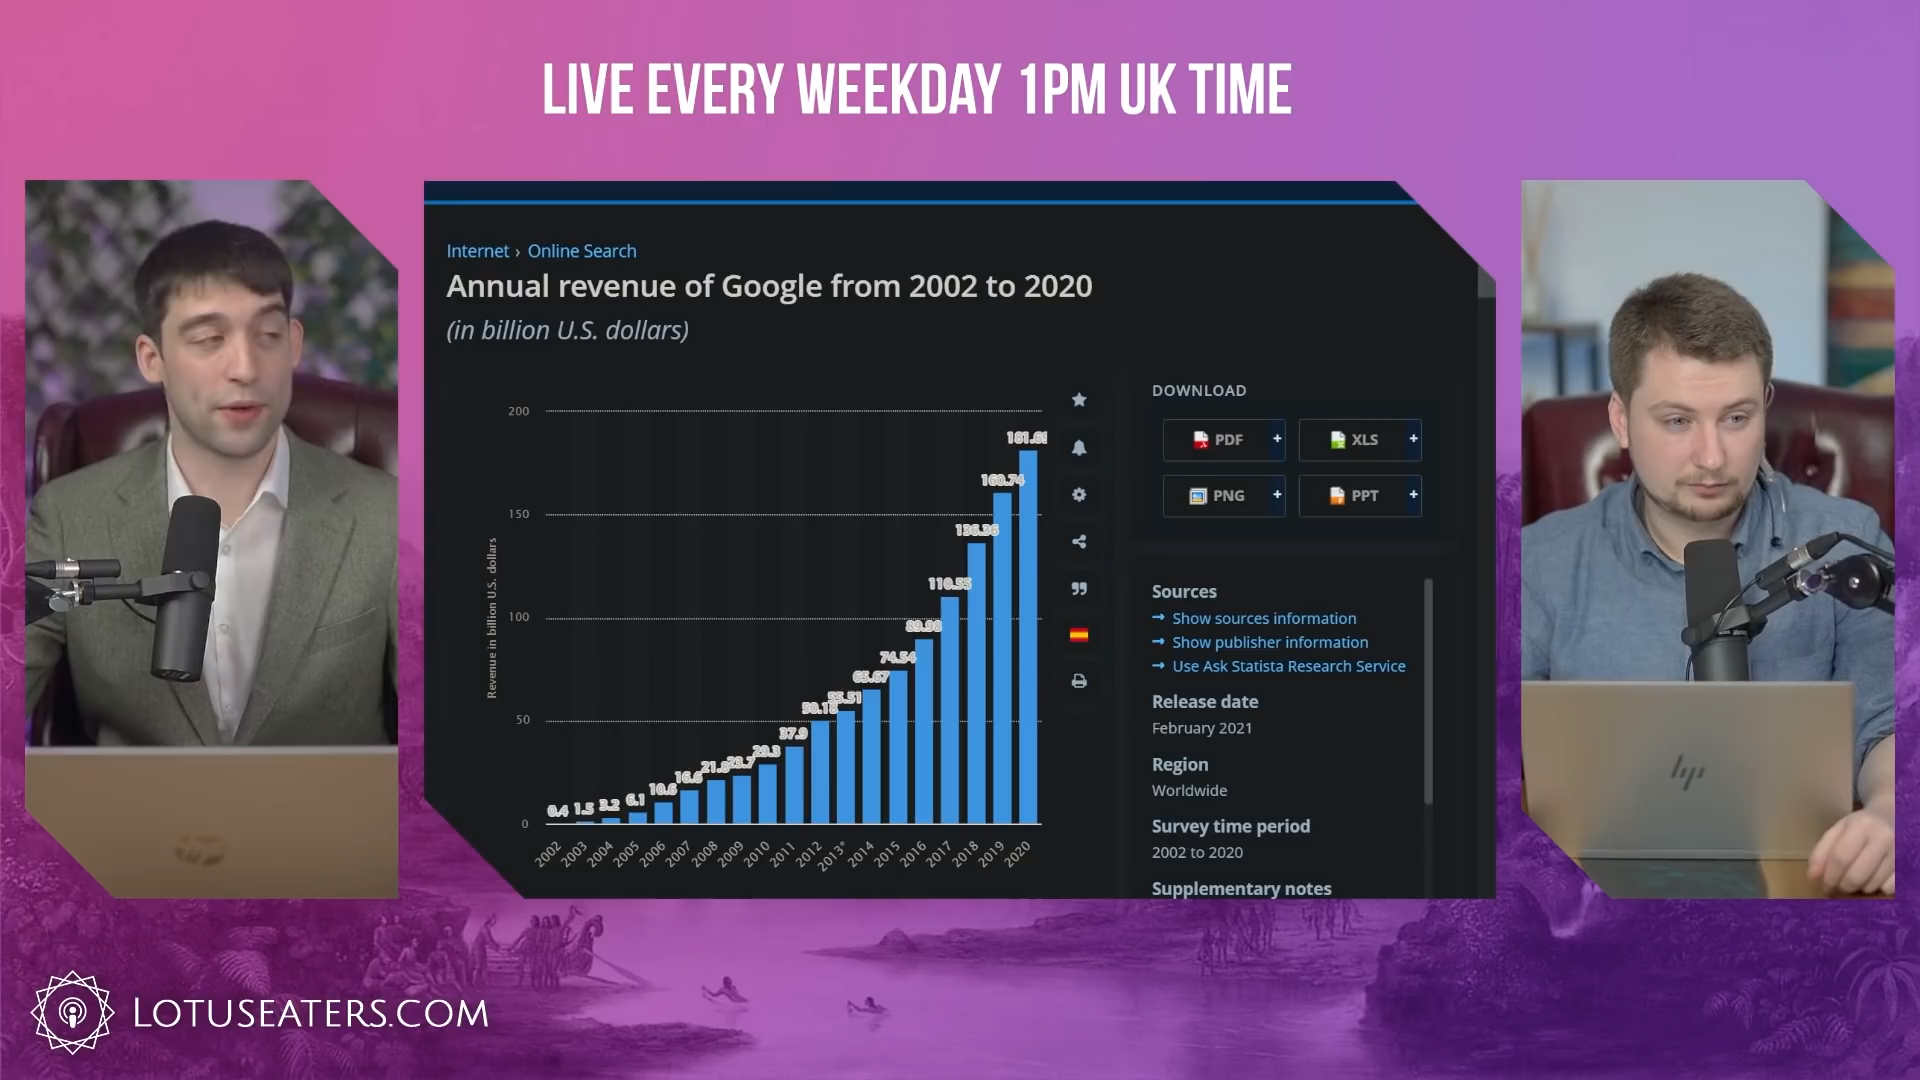 LIVE EVERY WEEKDAY 1PM UK TIME
Internet › Online Search
Annual revenue of Google from 2002 to 2020
(in billion U.S. dollars)
Revenue in billion U.S. dollars
200
150
100
50
0
0.4 1.5 3.2 6.1 10.6 16.6 21.8 23.7 29.3 37.9 50.18 55.51 65.67 74.54 89.98 110.55 136.36 160.74
2002 2003 2004 2005 2006 2007 2008 2009 2010 2011 2012 2013* 2014 2015 2016 2017 2018 2019 2020
DOWNLOAD
PDF + XLS +
PNG + PPT +
Sources
→ Show sources information
→ Show publisher information
→ Use Ask Statista Research Service
Release date
February 2021
Region
Worldwide
Survey time period
2002 to 2020
Supplementary notes
hp
LOTUSEATERS.COM